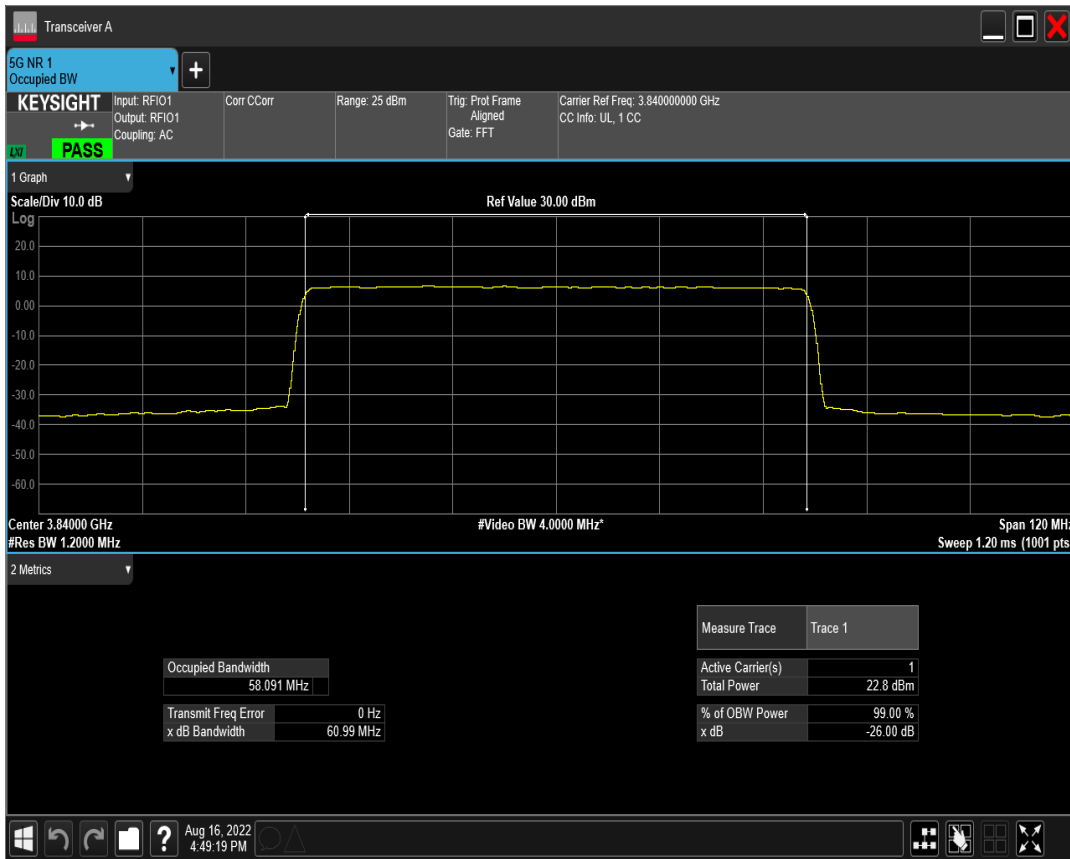 Transceiver A
5G NR 1
Occupied BW
+
KEYSIGHT
LXI
PASS
Input: RFIO1
Output: RFIO1
Coupling: AC
Corr CCorr
Range: 25 dBm
Trig: Prot Frame
Aligned
Gate: FFT
Carrier Ref Freq: 3.840000000 GHz
CC Info: UL, 1 CC
1 Graph
Scale/Div 10.0 dB
Ref Value 30.00 dBm
Log
20.0
10.0
0.00
-10.0
-20.0
-30.0
-40.0
-50.0
-60.0
Center 3.84000 GHz
#Video BW 4.0000 MHz*
Span 120 MHz
#Res BW 1.2000 MHz
Sweep 1.20 ms (1001 pts
2 Metrics
Measure Trace Trace 1
Occupied Bandwidth
58.091 MHz
Active Carrier(s) 1
Total Power 22.8 dBm
Transmit Freq Error 0 Hz
x dB Bandwidth 60.99 MHz
% of OBW Power 99.00 %
x dB -26.00 dB
?
Aug 16, 2022
4:49:19 PM